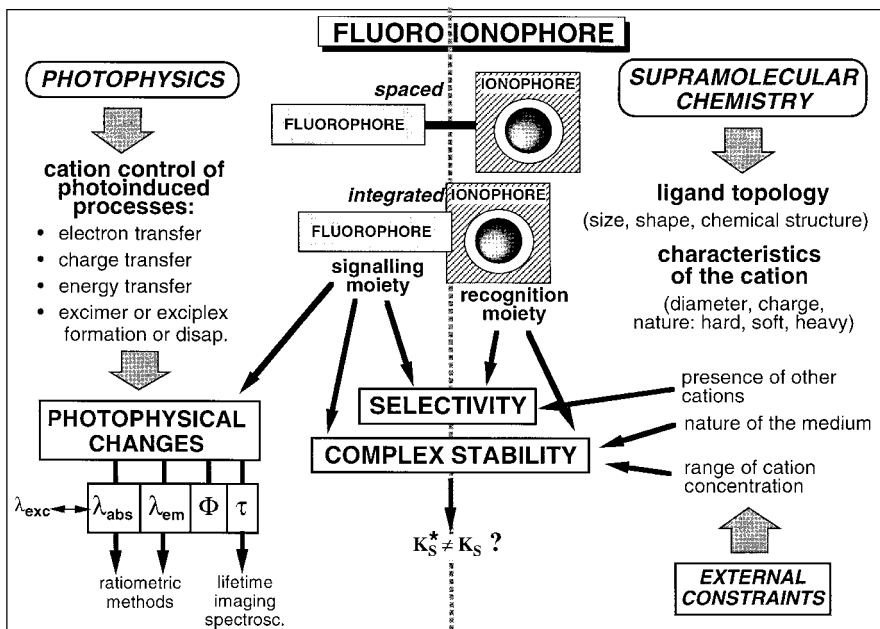 FLUORO IONOPHORE
PHOTOPHYSICS
cation control of
photoinduced
processes:
• electron transfer
• charge transfer
• energy transfer
• excimer or exciplex
formation or disap.
PHOTOPHYSICAL
CHANGES
λexc
λabs
λem
Φ
τ
ratiometric
methods
lifetime
imaging
spectrosc.
spaced
FLUOROPHORE
IONOPHORE
integrated
FLUOROPHORE
IONOPHORE
signalling
moiety
recognition
moiety
SELECTIVITY
COMPLEX STABILITY
K*S ≠ KS ?
SUPRAMOLECULAR
CHEMISTRY
ligand topology
(size, shape, chemical structure)
characteristics
of the cation
(diameter, charge,
nature: hard, soft, heavy)
presence of other
cations
nature of the medium
range of cation
concentration
EXTERNAL
CONSTRAINTS